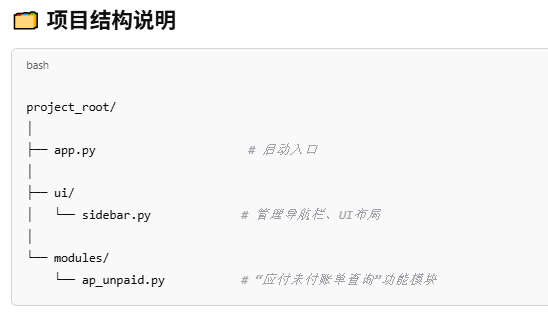 🗂️ 项目结构说明
bash
project_root/
│
├── app.py                      # 启动入口
│
├── ui/
│   └── sidebar.py             # 管理导航栏、UI布局
│
└── modules/
    └── ap_unpaid.py           # “应付未付账单查询”功能模块